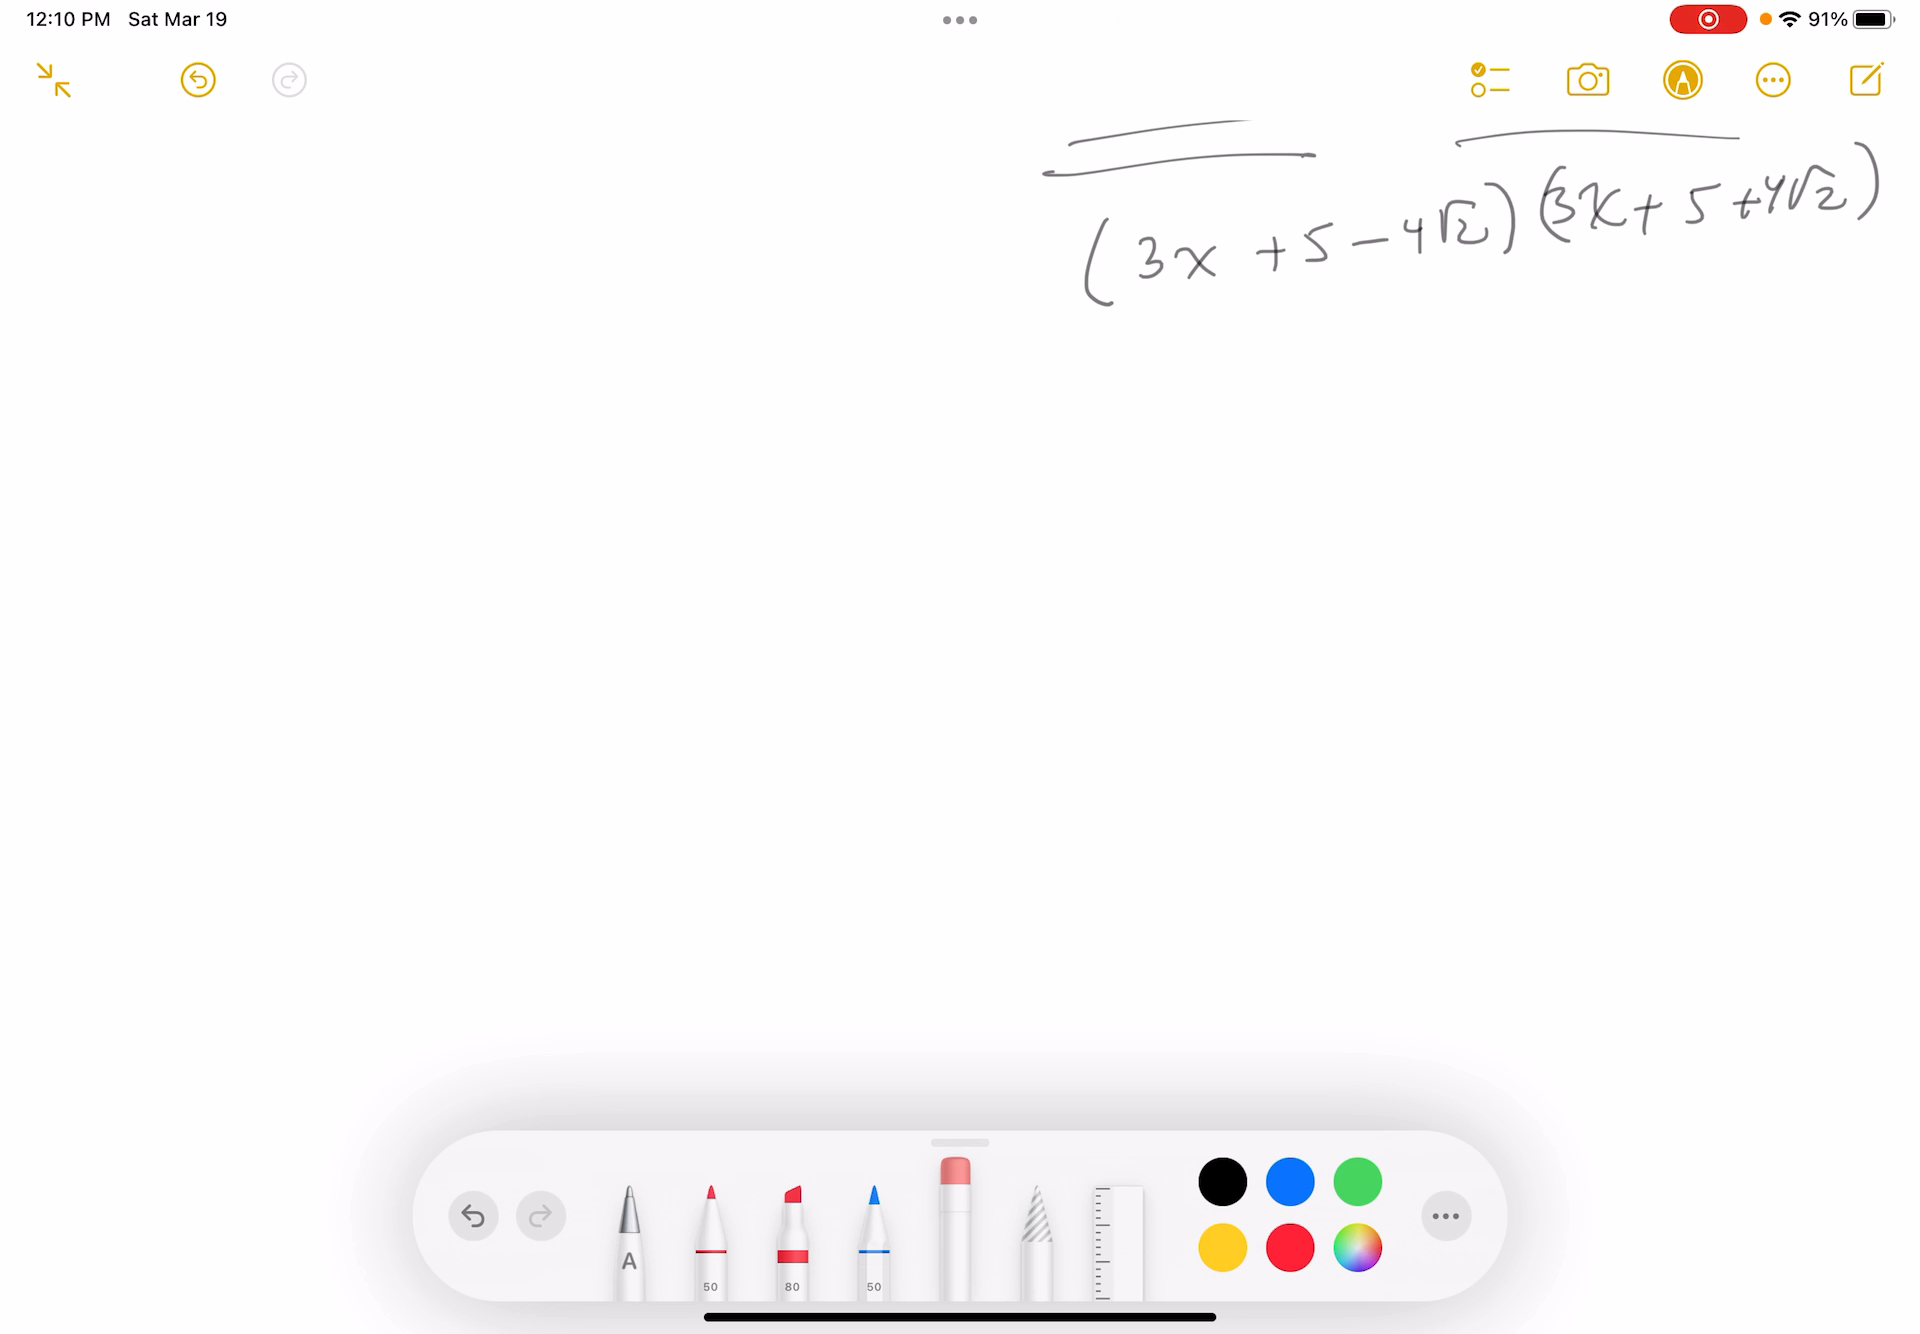 12:10 PM Sat Mar 19
91%
(3x + 5 - 4√2) (3x + 5 + 4√2)
A
50
80
50